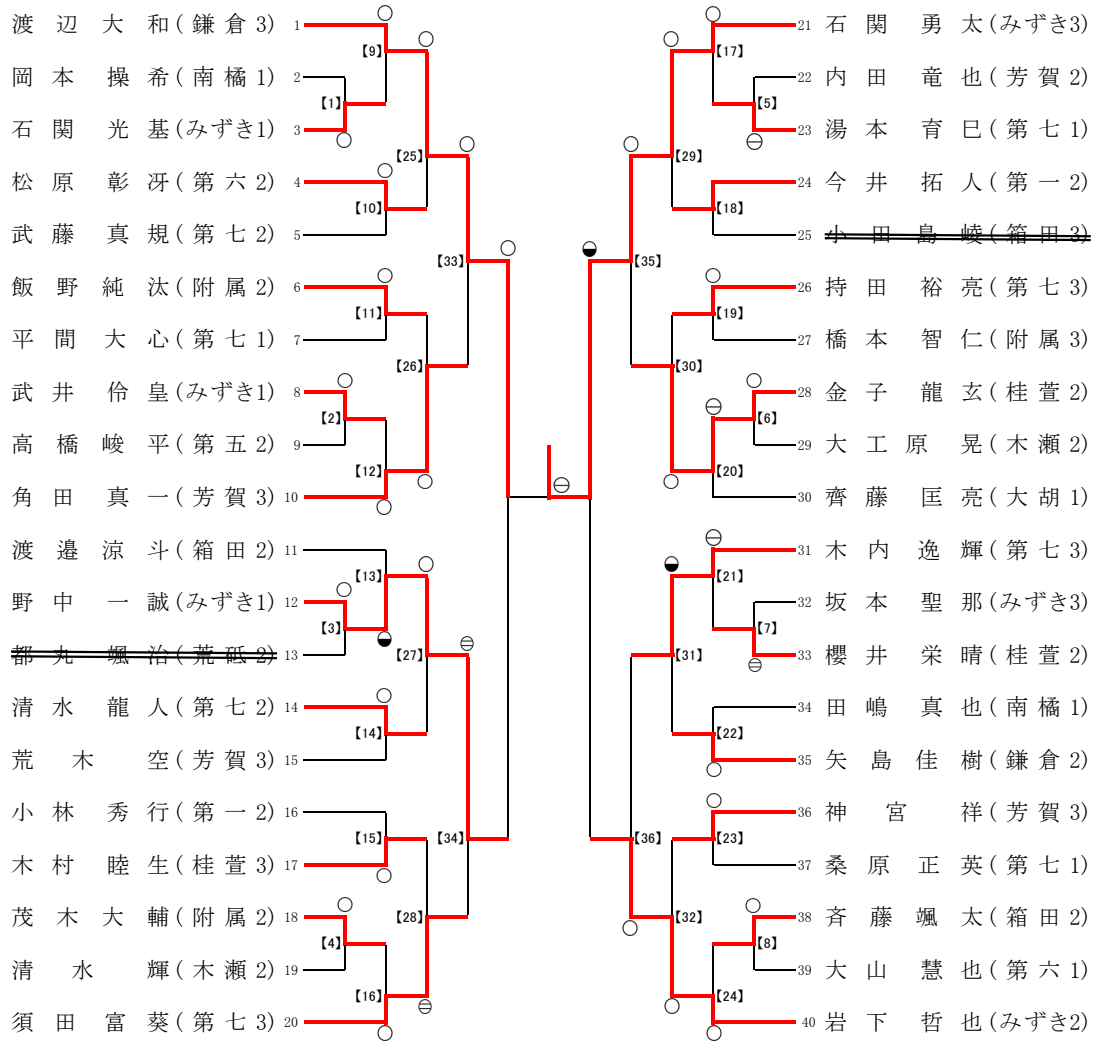 渡辺大和(鎌倉3) 1
岡本操希(南橘1) 2
石関光基(みずき1) 3
松原彰冴(第六2) 4
武藤真規(第七2) 5
飯野純汰(附属2) 6
平間大心(第七1) 7
武井伶皇(みずき1) 8
高橋峻平(第五2) 9
角田真一(芳賀3) 10
渡邉涼斗(箱田2) 11
野中一誠(みずき1) 12
都丸颯治(荒砥2) 13
清水龍人(第七2) 14
荒木空(芳賀3) 15
小林秀行(第一2) 16
木村睦生(桂萱3) 17
茂木大輔(附属2) 18
清水輝(木瀬2) 19
須田富葵(第七3) 20
【1】
【2】
【3】
【4】
【9】
【10】
【11】
【12】
【13】
【14】
【15】
【16】
【25】
【26】
【27】
【28】
【33】
【34】
【35】
【36】
【29】
【30】
【31】
【32】
【17】
【18】
【19】
【20】
【21】
【22】
【23】
【24】
【5】
【6】
【7】
【8】
21 石関勇太(みずき3)
22 内田竜也(芳賀2)
23 湯本育巳(第七1)
24 今井拓人(第一2)
25 小田島崚(箱田3)
26 持田裕亮(第七3)
27 橋本智仁(附属3)
28 金子龍玄(桂萱2)
29 大工原晃(木瀬2)
30 齊藤匡亮(大胡1)
31 木内逸輝(第七3)
32 坂本聖那(みずき3)
33 櫻井栄晴(桂萱2)
34 田嶋真也(南橘1)
35 矢島佳樹(鎌倉2)
36 神宮祥(芳賀3)
37 桑原正英(第七1)
38 斉藤颯太(箱田2)
39 大山慧也(第六1)
40 岩下哲也(みずき2)